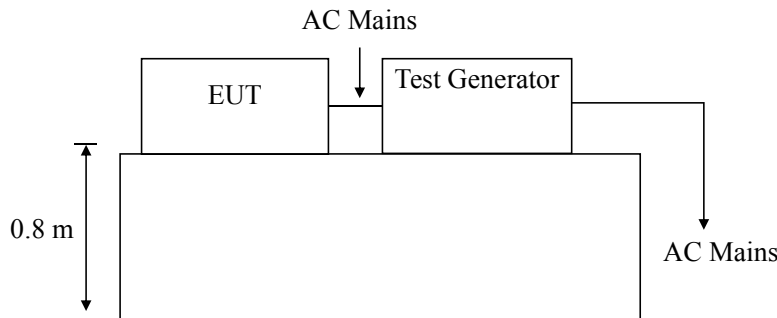 AC Mains
EUT
Test Generator
0.8 m
AC Mains